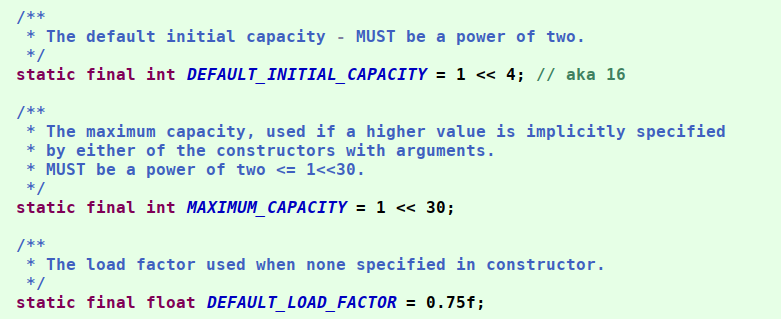 /**
 * The default initial capacity - MUST be a power of two.
 */
static final int DEFAULT_INITIAL_CAPACITY = 1 << 4; // aka 16
/**
 * The maximum capacity, used if a higher value is implicitly specified
 * by either of the constructors with arguments.
 * MUST be a power of two <= 1<<30.
 */
static final int MAXIMUM_CAPACITY = 1 << 30;
/**
 * The load factor used when none specified in constructor.
 */
static final float DEFAULT_LOAD_FACTOR = 0.75f;